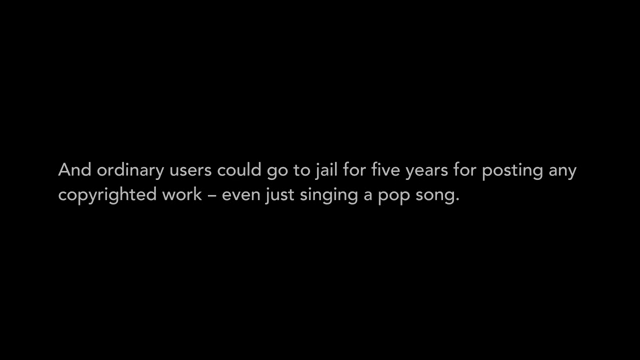 And ordinary users could go to jail for five years for posting any
copyrighted work – even just singing a pop song.